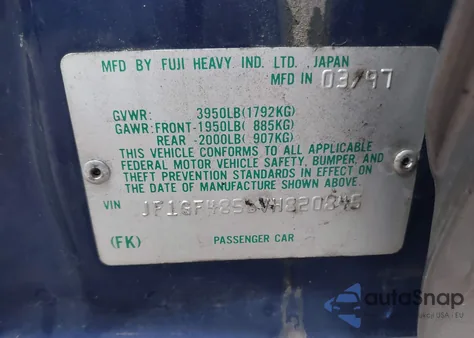 MFD BY FUJI HEAVY IND. LTD., JAPAN
MFD IN 03/97
GVWR: 3950LB(1792KG)
GAWR: FRONT-1950LB( 885KG)
REAR -2000LB( 907KG)
THIS VEHICLE CONFORMS TO ALL APPLICABLE
FEDERAL MOTOR VEHICLE SAFETY, BUMPER, AND
THEFT PREVENTION STANDARDS IN EFFECT ON
THE DATE OF MANUFACTURE SHOWN ABOVE.
VIN
(FK) PASSENGER CAR
autoSnap